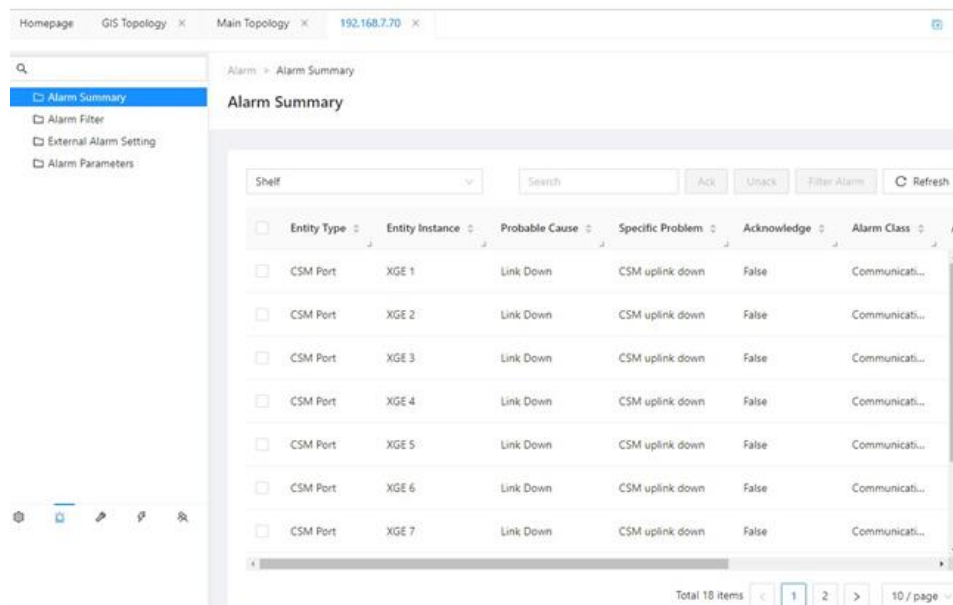 Homepage GIS Topology × Main Topology × 192.168.7.70 ×
Alarm > Alarm Summary
Alarm Summary
Alarm Filter
External Alarm Setting
Alarm Parameters
Alarm Summary
Shelf Search Ack Unack Filter Alarm Refresh
Entity Type Entity Instance Probable Cause Specific Problem Acknowledge Alarm Class
CSM Port XGE 1 Link Down CSM uplink down False Communicati...
CSM Port XGE 2 Link Down CSM uplink down False Communicati...
CSM Port XGE 3 Link Down CSM uplink down False Communicati...
CSM Port XGE 4 Link Down CSM uplink down False Communicati...
CSM Port XGE 5 Link Down CSM uplink down False Communicati...
CSM Port XGE 6 Link Down CSM uplink down False Communicati...
CSM Port XGE 7 Link Down CSM uplink down False Communicati...
Total 18 items < 1 2 > 10 / page